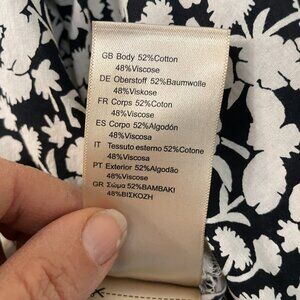 GB Body 52%Cotton
48%Viscose
DE Oberstoff 52%Baumwolle
48%Viskose
FR Corps 52%Coton
48%Viscose
ES Corpo 52%Algodón
48%Viscosa
IT Tessuto esterno 52%Cotone
48%Viscosa
PT Exterior 52%Algodão
48%Viscose
GR Σώμα 52%ΒΑΜΒΑΚΙ
48%ΒΙΣΚΟΖΗ